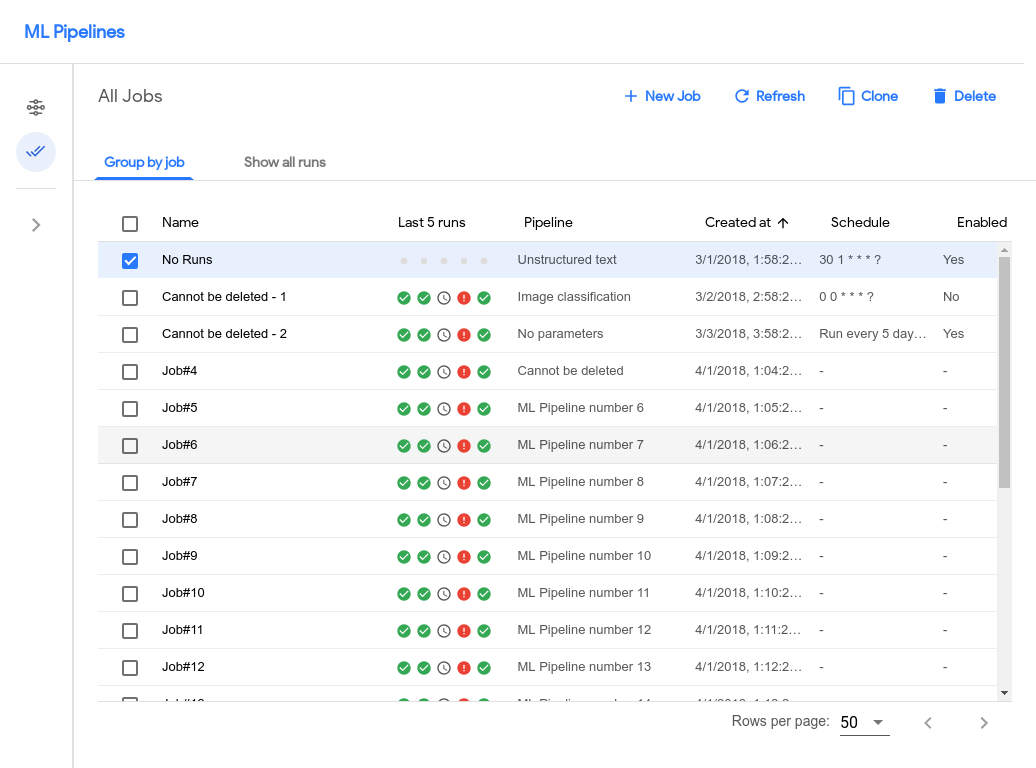 ML Pipelines
All Jobs
New Job Refresh Clone Delete
Group by job Show all runs
Name Last 5 runs Pipeline Created at Schedule Enabled
No Runs Unstructured text 3/1/2018, 1:58:2… 30 1 * * * ? Yes
Cannot be deleted - 1 Image classification 3/2/2018, 2:58:2… 0 0 * * * ? No
Cannot be deleted - 2 No parameters 3/3/2018, 3:58:2… Run every 5 day… Yes
Job#4 Cannot be deleted 4/1/2018, 1:04:2… - -
Job#5 ML Pipeline number 6 4/1/2018, 1:05:2… - -
Job#6 ML Pipeline number 7 4/1/2018, 1:06:2… - -
Job#7 ML Pipeline number 8 4/1/2018, 1:07:2… - -
Job#8 ML Pipeline number 9 4/1/2018, 1:08:2… - -
Job#9 ML Pipeline number 10 4/1/2018, 1:09:2… - -
Job#10 ML Pipeline number 11 4/1/2018, 1:10:2… - -
Job#11 ML Pipeline number 12 4/1/2018, 1:11:2… - -
Job#12 ML Pipeline number 13 4/1/2018, 1:12:2… - -
Rows per page: 50